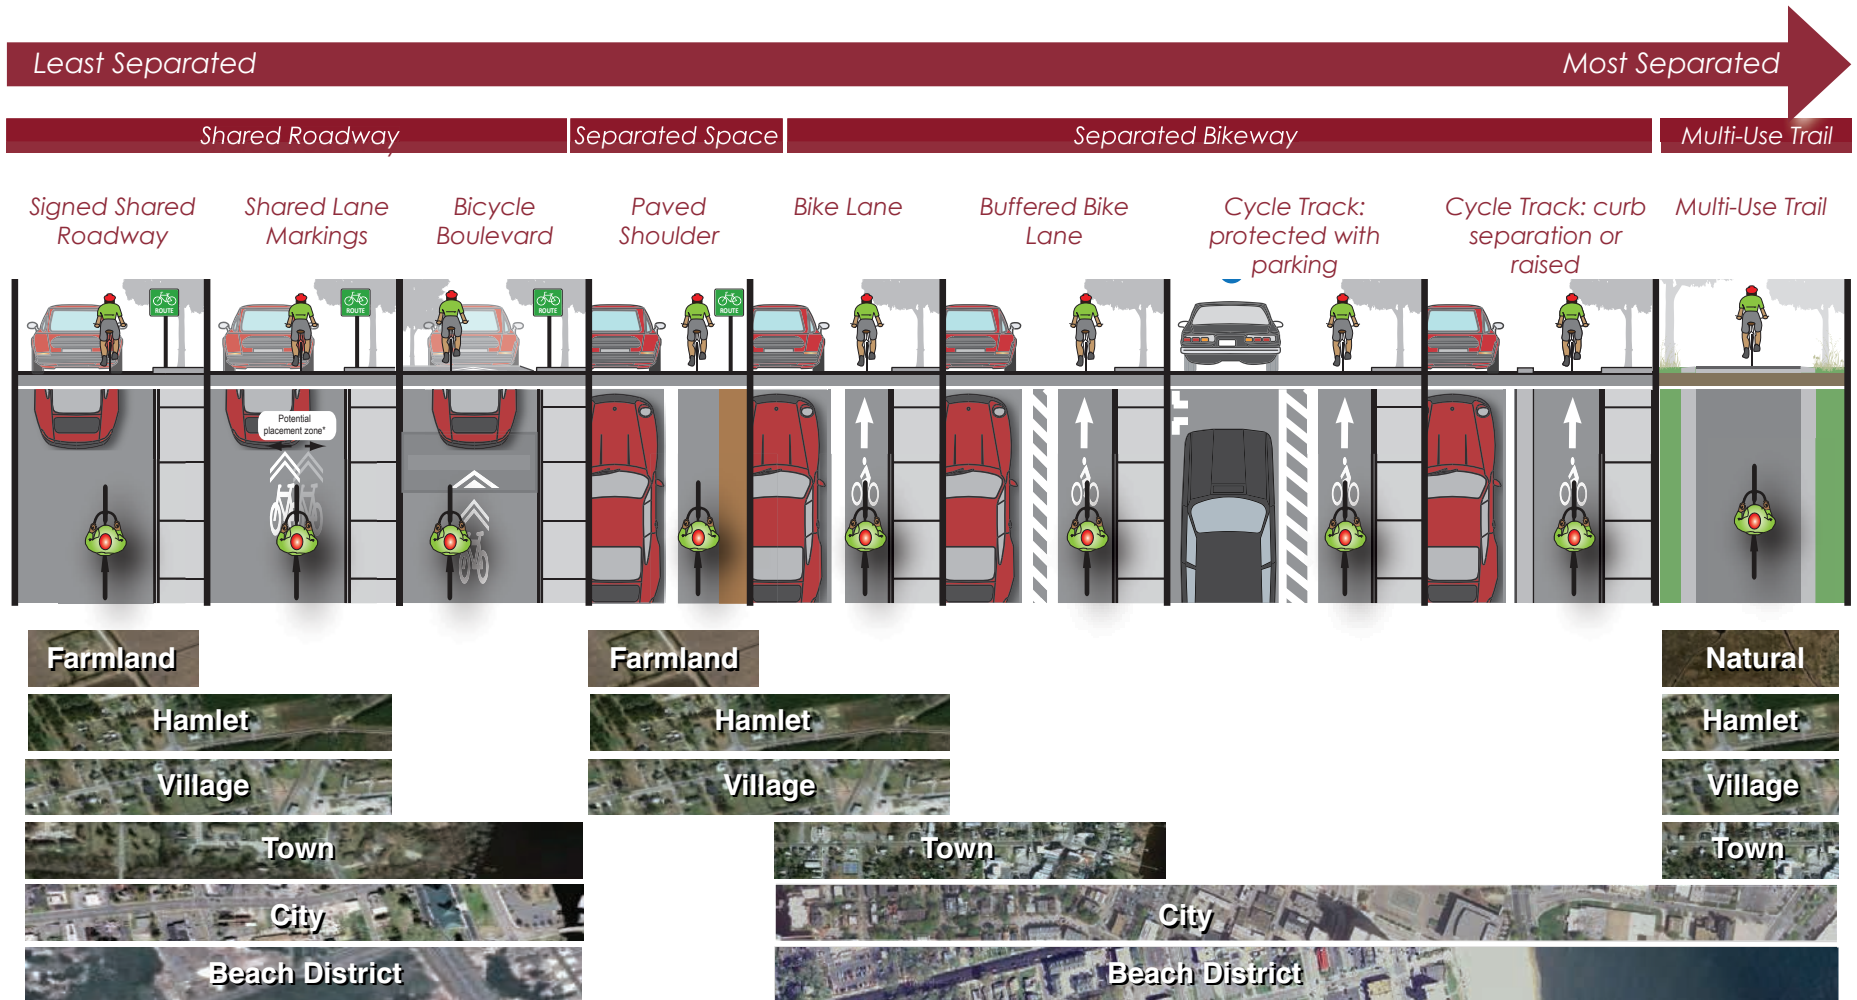 Least Separated
Most Separated
Shared Roadway
Separated Space
Separated Bikeway
Multi-Use Trail
Signed Shared
Roadway
Shared Lane
Markings
Bicycle
Boulevard
Paved
Shoulder
Bike Lane
Buffered Bike
Lane
Cycle Track:
protected with
parking
Cycle Track: curb
separation or
raised
Multi-Use Trail
ROUTE
ROUTE
ROUTE
ROUTE
Potential
placement zone*
Farmland
Farmland
Natural
Hamlet
Hamlet
Hamlet
Village
Village
Village
Town
Town
Town
City
City
Beach District
Beach District